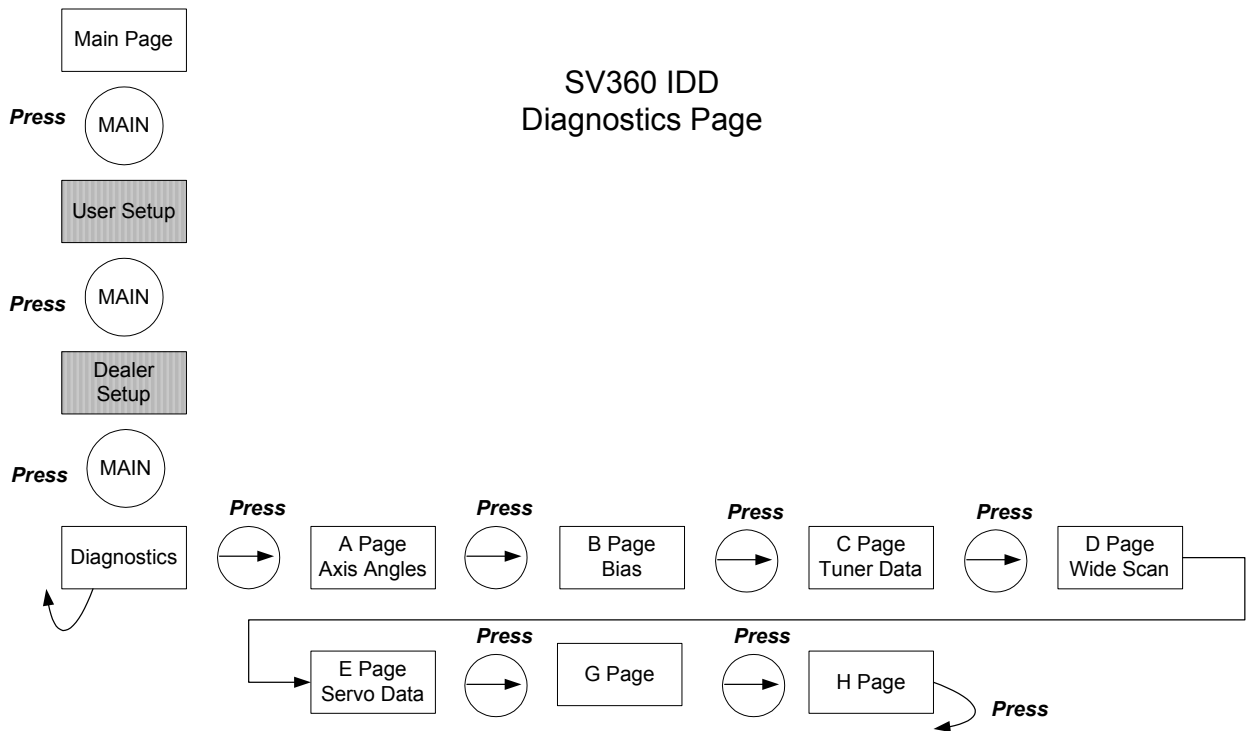 Main Page
SV360 IDD
Diagnostics Page
Press
MAIN
User Setup
Press
MAIN
Dealer
Setup
Press
MAIN
Diagnostics
Press
A Page
Axis Angles
Press
B Page
Bias
Press
C Page
Tuner Data
Press
D Page
Wide Scan
E Page
Servo Data
Press
G Page
Press
H Page
Press